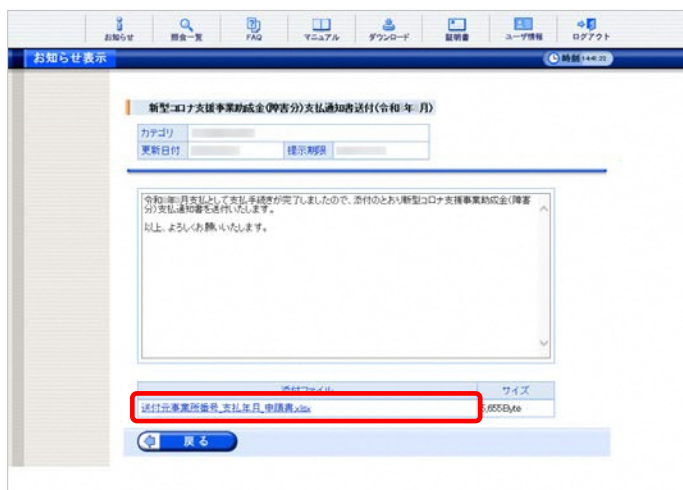 お知らせ 照会一覧 FAQ マニュアル ダウンロード 証明書 ユーザ情報 ログアウト
お知らせ表示
時刻 14:41:21
新型コロナ支援事業助成金(障害分)支払通知書送付(令和 年 月)
カテゴリ
更新日付 提示期限
令和 年 月支払として支払手続きが完了しましたので、添付のとおり新型コロナ支援事業助成金(障害
分)支払通知書を送付いたします。
以上、よろしくお願いいたします。
添付ファイル サイズ
送付元事業所番号_支払年月_申請書.xlsx 5,655Byte
戻る